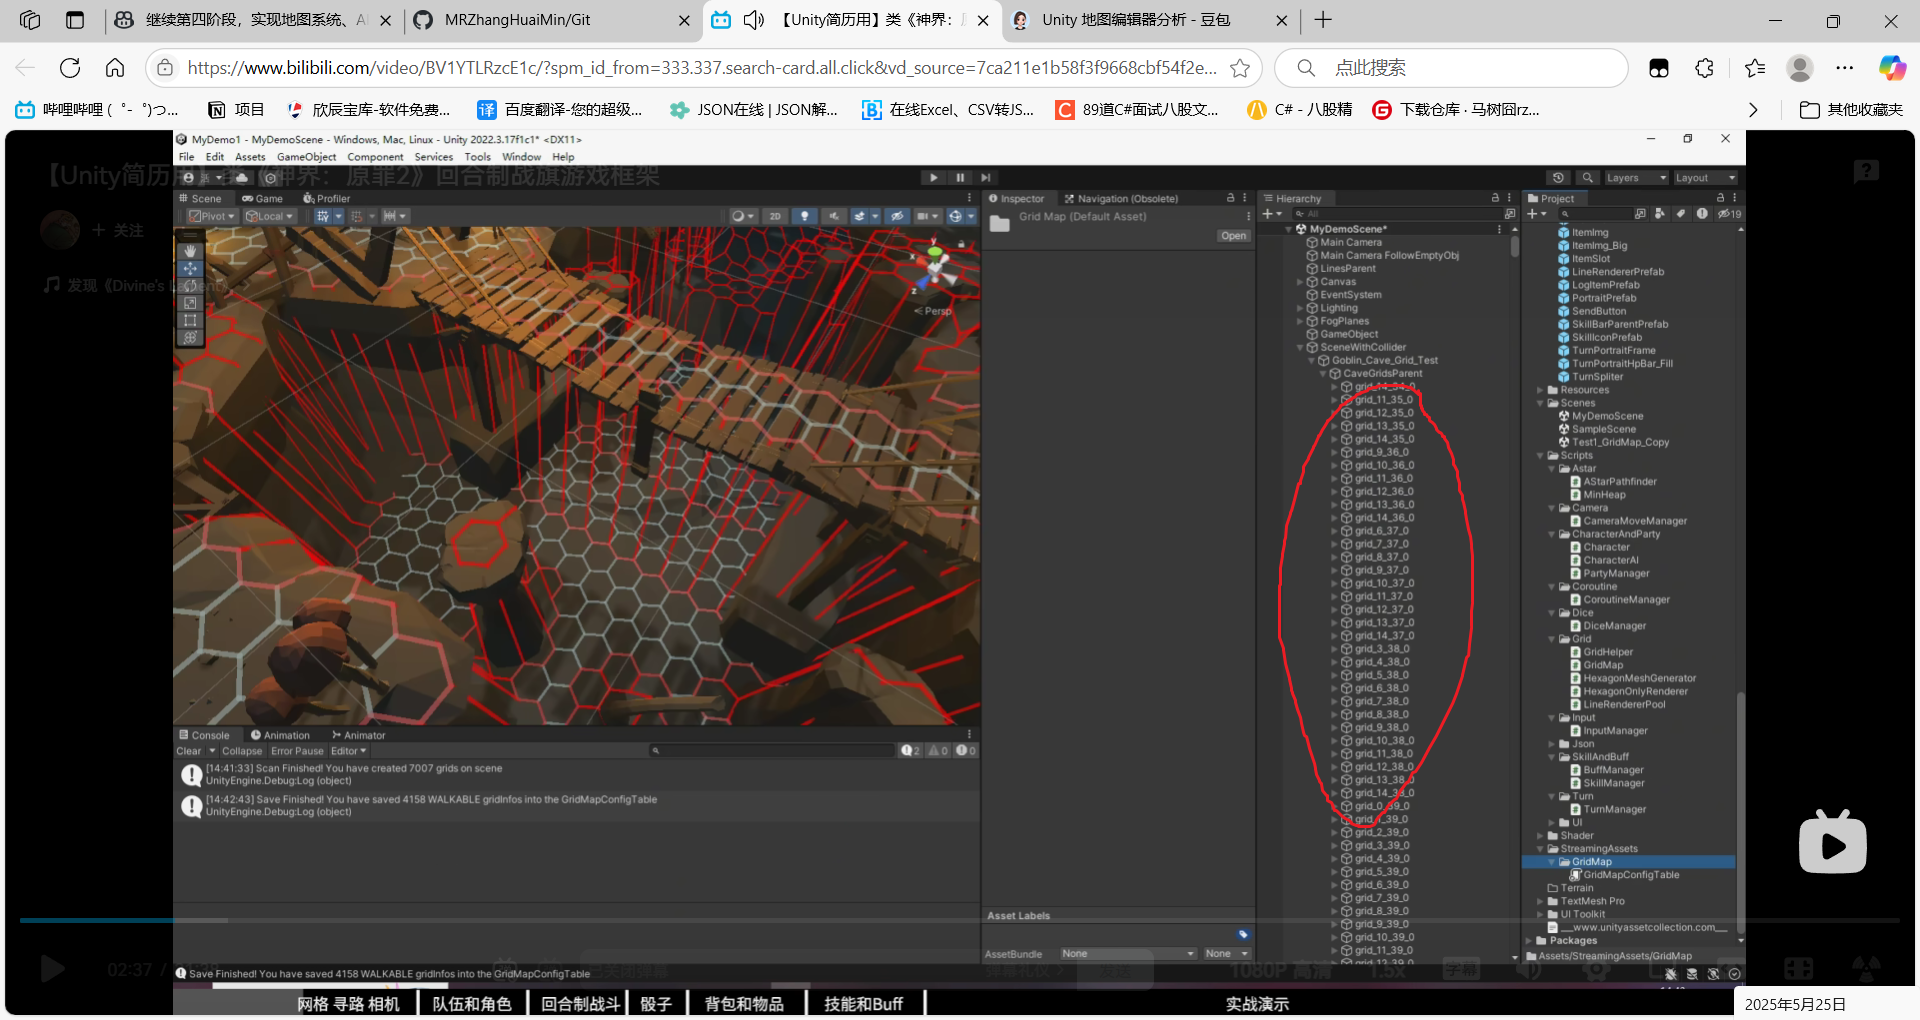 继续第四阶段，实现地图系统、AI
MRZhangHuaiMin/Git
【Unity简历用】类《神界：原
Unity 地图编辑器分析 - 豆包
https://www.bilibili.com/video/BV1YTLRzcE1c/?spm_id_from=333.337.search-card.all.click&vd_source=7ca211e1b58f3f9668cbf54f2e...
点此搜索
哔哩哔哩 (゜-゜)つ...
项目
欣辰宝库-软件免费...
百度翻译-您的超级...
JSON在线 | JSON解...
在线Excel、CSV转JS...
89道C#面试八股文...
C# - 八股精
下载仓库 · 马树囧rz...
其他收藏夹
MyDemo1 - MyDemoScene - Windows, Mac, Linux - Unity 2022.3.17f1c1* <DX11>
File Edit Assets GameObject Component Services Tools Window Help
【Unity简历用】类《神界：原罪2》回合制战旗游戏框架
Layers
Layout
Scene
Game
Profiler
Pivot
Local
2D
+ 关注
发现《Divine's
y
x
z
Persp
Inspector
Navigation (Obsolete)
Grid Map (Default Asset)
Open
Asset Labels
AssetBundle
None
None
Hierarchy
All
MyDemoScene*
Main Camera
Main Camera FollowEmptyObj
LinesParent
Canvas
EventSystem
Lighting
FogPlanes
GameObject
SceneWithCollider
Goblin_Cave_Grid_Test
CaveGridsParent
grid_14_34_0
grid_11_35_0
grid_12_35_0
grid_13_35_0
grid_14_35_0
grid_9_36_0
grid_10_36_0
grid_11_36_0
grid_12_36_0
grid_13_36_0
grid_14_36_0
grid_6_37_0
grid_7_37_0
grid_8_37_0
grid_9_37_0
grid_10_37_0
grid_11_37_0
grid_12_37_0
grid_13_37_0
grid_14_37_0
grid_3_38_0
grid_4_38_0
grid_5_38_0
grid_6_38_0
grid_7_38_0
grid_8_38_0
grid_9_38_0
grid_10_38_0
grid_11_38_0
grid_12_38_0
grid_13_38_0
grid_14_38_0
grid_0_39_0
grid_1_39_0
grid_2_39_0
grid_3_39_0
grid_4_39_0
grid_5_39_0
grid_6_39_0
grid_7_39_0
grid_8_39_0
grid_9_39_0
grid_10_39_0
grid_11_39_0
grid_12_39_0
Project
19
ItemImg
ItemImg_Big
ItemSlot
LineRendererPrefab
LogItemPrefab
PortraitPrefab
SendButton
SkillBarParentPrefab
SkillIconPrefab
TurnPortraitFrame
TurnPortraitHpBar_Fill
TurnSpliter
Resources
Scenes
MyDemoScene
SampleScene
Test1_GridMap_Copy
Scripts
Astar
AStarPathfinder
MinHeap
Camera
CameraMoveManager
CharacterAndParty
Character
CharacterAI
PartyManager
Coroutine
CoroutineManager
Dice
DiceManager
Grid
GridHelper
GridMap
HexagonMeshGenerator
HexagonOnlyRenderer
LineRendererPool
Input
InputManager
Json
SkillAndBuff
BuffManager
SkillManager
Turn
TurnManager
UI
Shader
StreamingAssets
GridMap
GridMapConfigTable
Terrain
TextMesh Pro
UI Toolkit
__www.unityassetcollection.com__
Packages
Assets/StreamingAssets/GridMap
Console
Animation
Animator
Clear Collapse Error Pause Editor
2 0 0
[14:41:33] Scan Finished! You have created 7007 grids on scene
UnityEngine.Debug:Log (object)
[14:42:43] Save Finished! You have saved 4158 WALKABLE gridInfos into the GridMapConfigTable
UnityEngine.Debug:Log (object)
02:37 /
已关闭弹幕
弹幕礼仪
1080P 高清
1.5x
字幕
Save Finished! You have saved 4158 WALKABLE gridInfos into the GridMapConfigTable
网格 寻路 相机
队伍和角色
回合制战斗
骰子
背包和物品
技能和Buff
实战演示
2025年5月25日